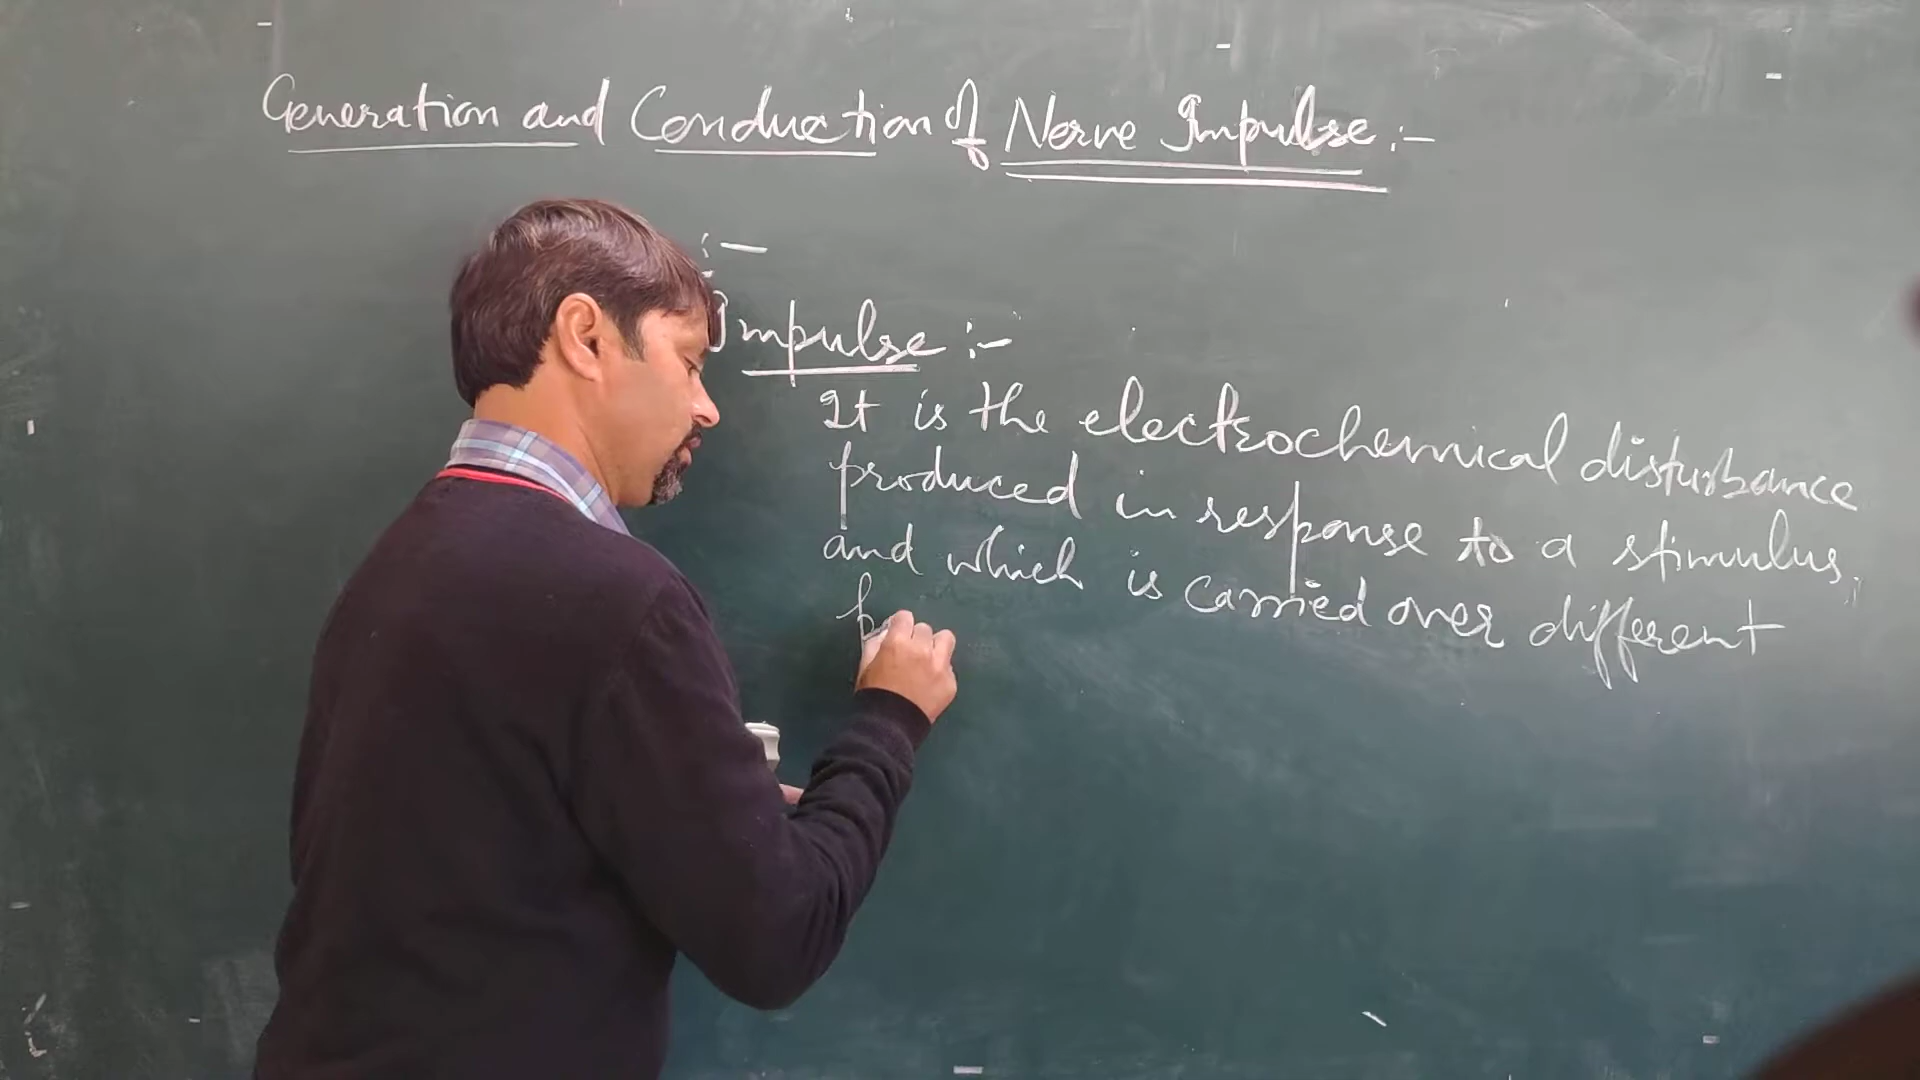 Generation and Conduction of Nerve Impulse :-
:-
Impulse :-
It is the electrochemical disturbance
produced in response to a stimulus,
and which is carried over different